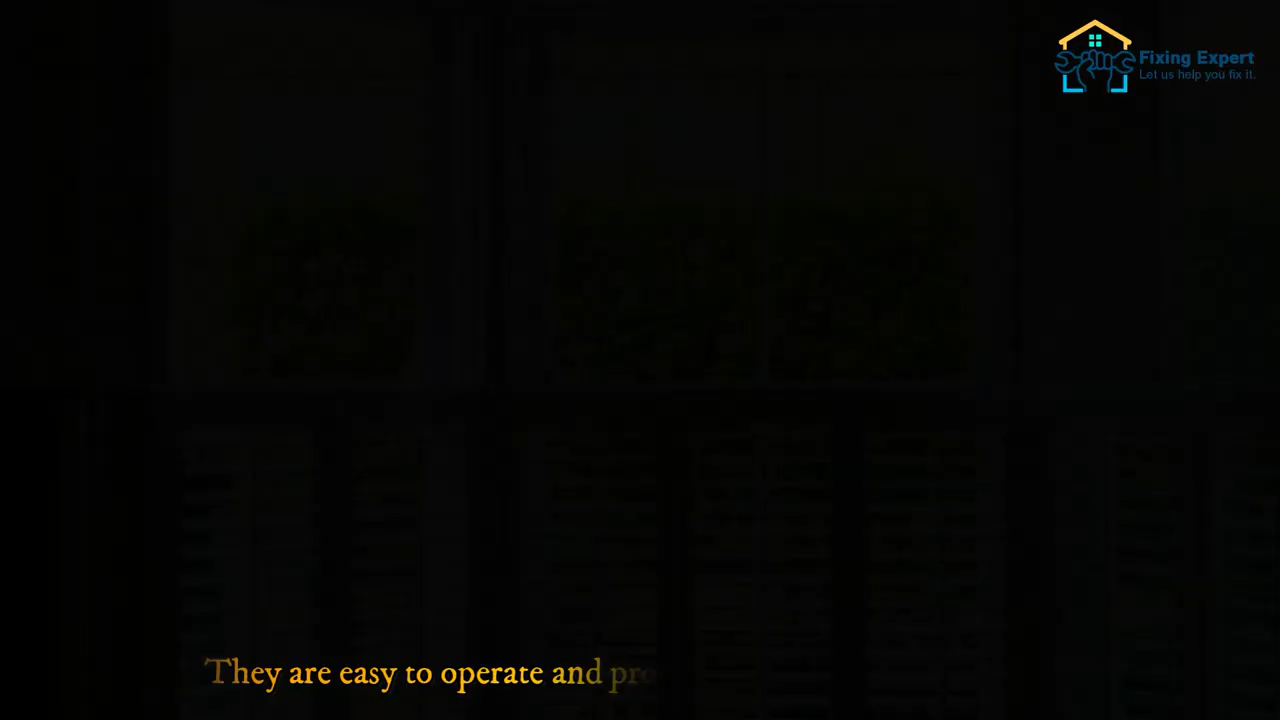 Fixing Expert
Let us help you fix it.
They are easy to operate and